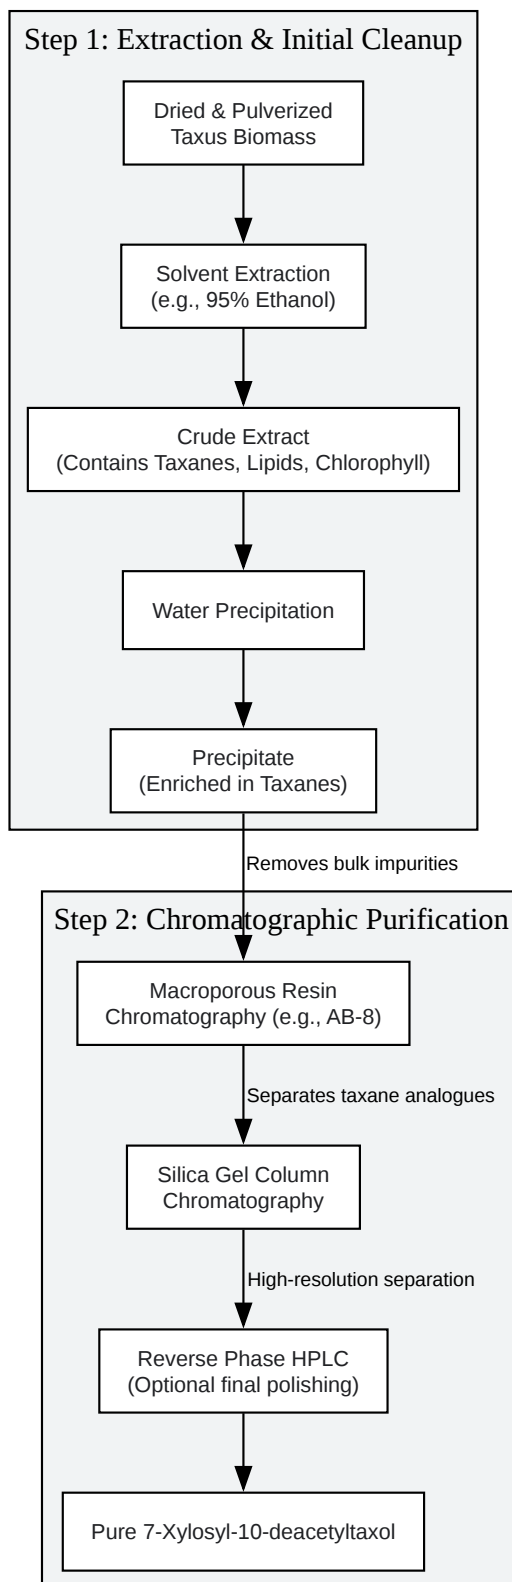 Step 1: Extraction & Initial Cleanup
Dried & Pulverized
Taxus Biomass
Solvent Extraction
(e.g., 95% Ethanol)
Crude Extract
(Contains Taxanes, Lipids, Chlorophyll)
Water Precipitation
Precipitate
(Enriched in Taxanes)
Removes bulk impurities
Step 2: Chromatographic Purification
Macroporous Resin
Chromatography (e.g., AB-8)
Separates taxane analogues
Silica Gel Column
Chromatography
High-resolution separation
Reverse Phase HPLC
(Optional final polishing)
Pure 7-Xylosyl-10-deacetyltaxol